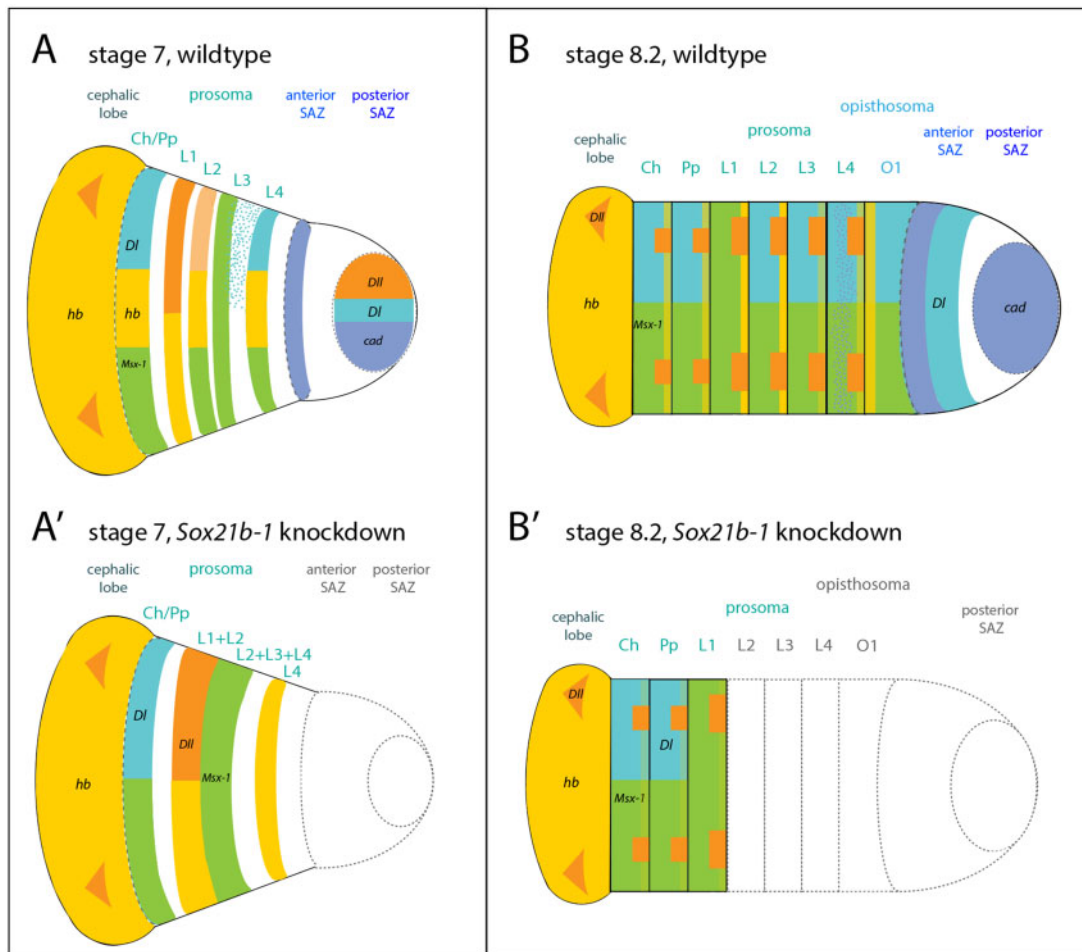 A stage 7, wildtype
cephalic lobe
prosoma
anterior SAZ
posterior SAZ
Ch/Pp
L1
L2
L3
L4
Dl
hb
hb
Msx-1
Dll
Dl
cad
B stage 8.2, wildtype
opisthosoma
cephalic lobe
prosoma
anterior SAZ
posterior SAZ
Ch
Pp
L1
L2
L3
L4
O1
Dll
hb
Msx-1
Dl
cad
A' stage 7, Sox21b-1 knockdown
cephalic lobe
prosoma
anterior SAZ
posterior SAZ
Ch/Pp
L1+L2
L2+L3+L4
L4
Dl
hb
Dll
Msx-1
B' stage 8.2, Sox21b-1 knockdown
opisthosoma
cephalic lobe
prosoma
posterior SAZ
Ch
Pp
L1
L2
L3
L4
O1
Dll
Dl
hb
Msx-1